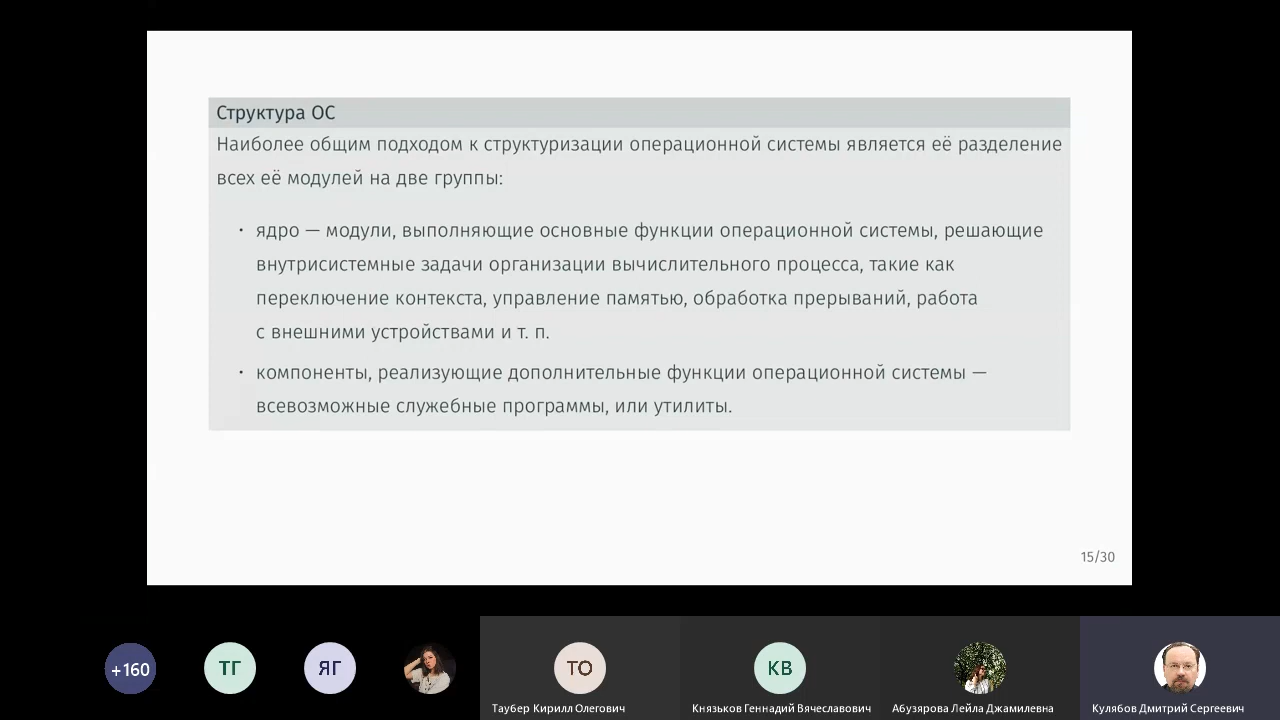 Структура ОС
Наиболее общим подходом к структуризации операционной системы является её разделение
всех её модулей на две группы:
• ядро — модули, выполняющие основные функции операционной системы, решающие
внутрисистемные задачи организации вычислительного процесса, такие как
переключение контекста, управление памятью, обработка прерываний, работа
с внешними устройствами и т. п.
• компоненты, реализующие дополнительные функции операционной системы —
всевозможные служебные программы, или утилиты.
15/30
+160
ТГ
ЯГ
ТО
КВ
Таубер Кирилл Олегович
Князьков Геннадий Вячеславович
Абузярова Лейла Джамилевна
Кулябов Дмитрий Сергеевич